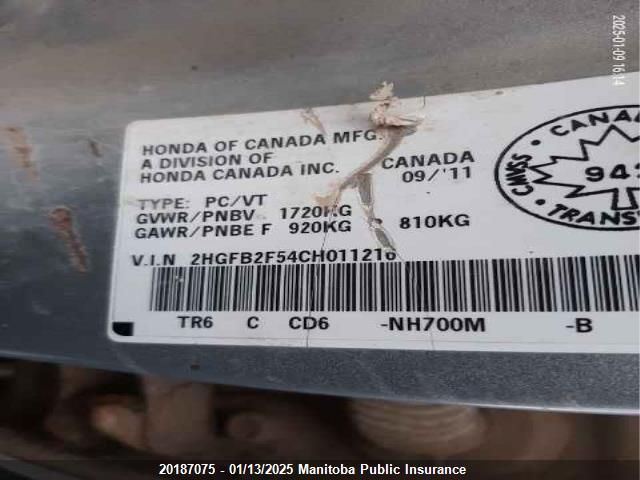 2025-01-09 16:14
HONDA OF CANADA MFG.
A DIVISION OF
HONDA CANADA INC.
CANADA
09/'11
TYPE: PC/VT
GVWR/PNBV 1720KG
GAWR/PNBE F 920KG 810KG
V.I.N 2HGFB2F54CH011216
TR6 C CD6 -NH700M -B
CMVSS
TRANS
20187075 - 01/13/2025 Manitoba Public Insurance